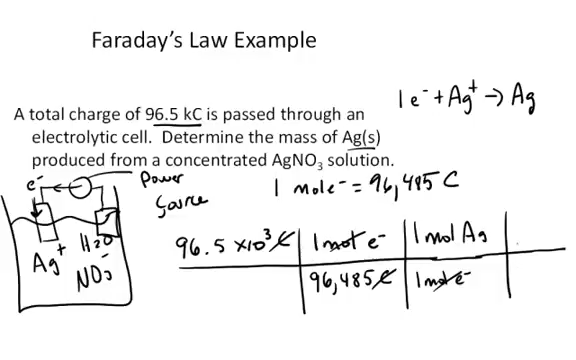 Faraday's Law Example
1e⁻ + Ag⁺ → Ag
A total charge of 96.5 kC is passed through an
electrolytic cell. Determine the mass of Ag(s)
produced from a concentrated AgNO₃ solution.
e⁻
Power
Source
1 mole⁻ = 96,485 C
Ag⁺ H₂O
NO₃⁻
96.5 x10³ C | 1 mol e⁻ | 1 mol Ag
96,485 C | 1 mol e⁻